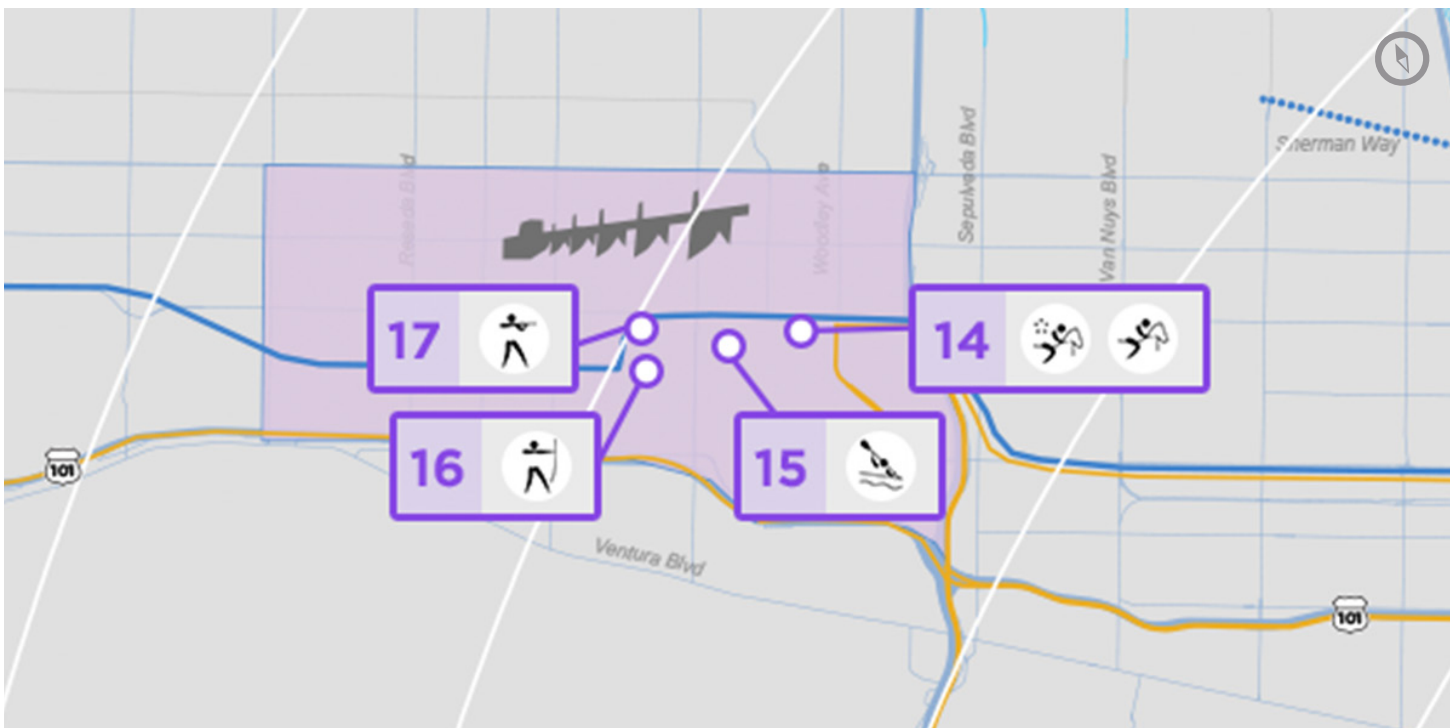 Sherman Way
Reseda Blvd
Woodley Ave
Sepulveda Blvd
Van Nuys Blvd
17
14
16
15
101
Ventura Blvd
101